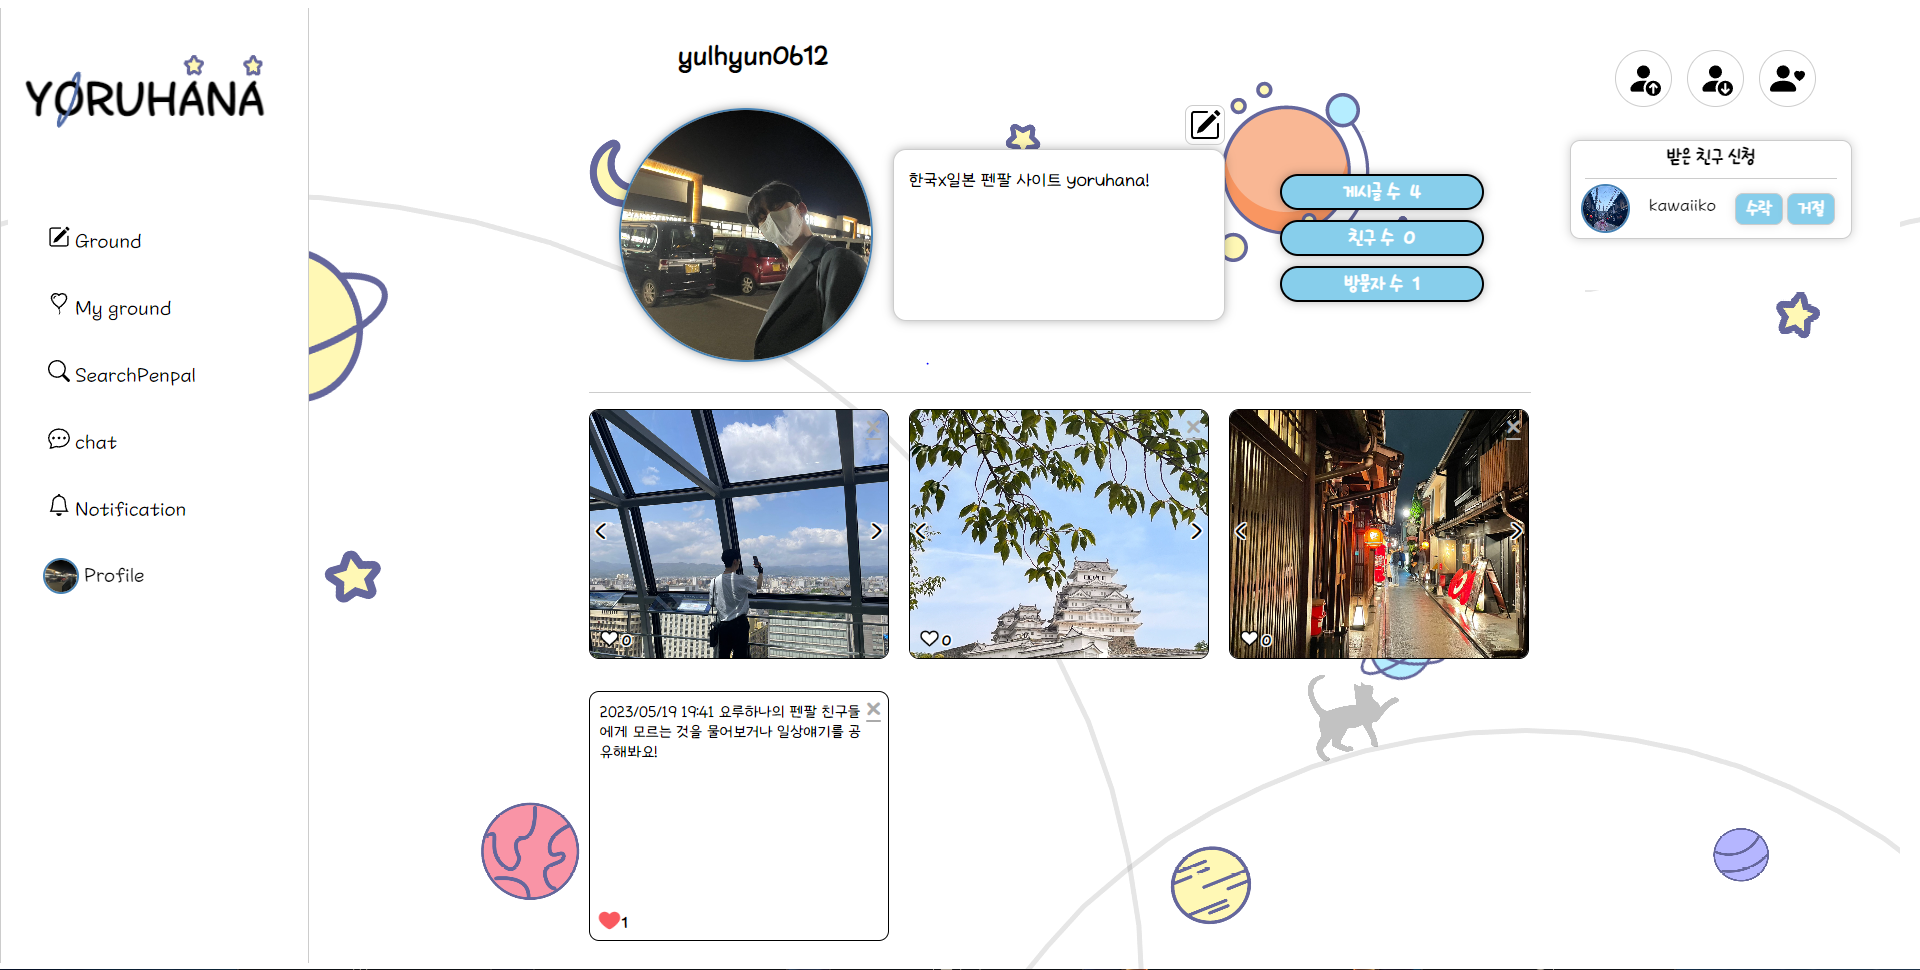 YORUHANA
Ground
My ground
SearchPenpal
chat
Notification
Profile
yulhyun0612
한국x일본 펜팔 사이트 yoruhana!
게시글 수 4
친구 수 0
방문자 수 1
받은 친구 신청
kawaiiko 수락 거절
0
0
0
2023/05/19 19:41 요루하나의 펜팔 친구들
에게 모르는 것을 물어보거나 일상얘기를 공
유해봐요!
1